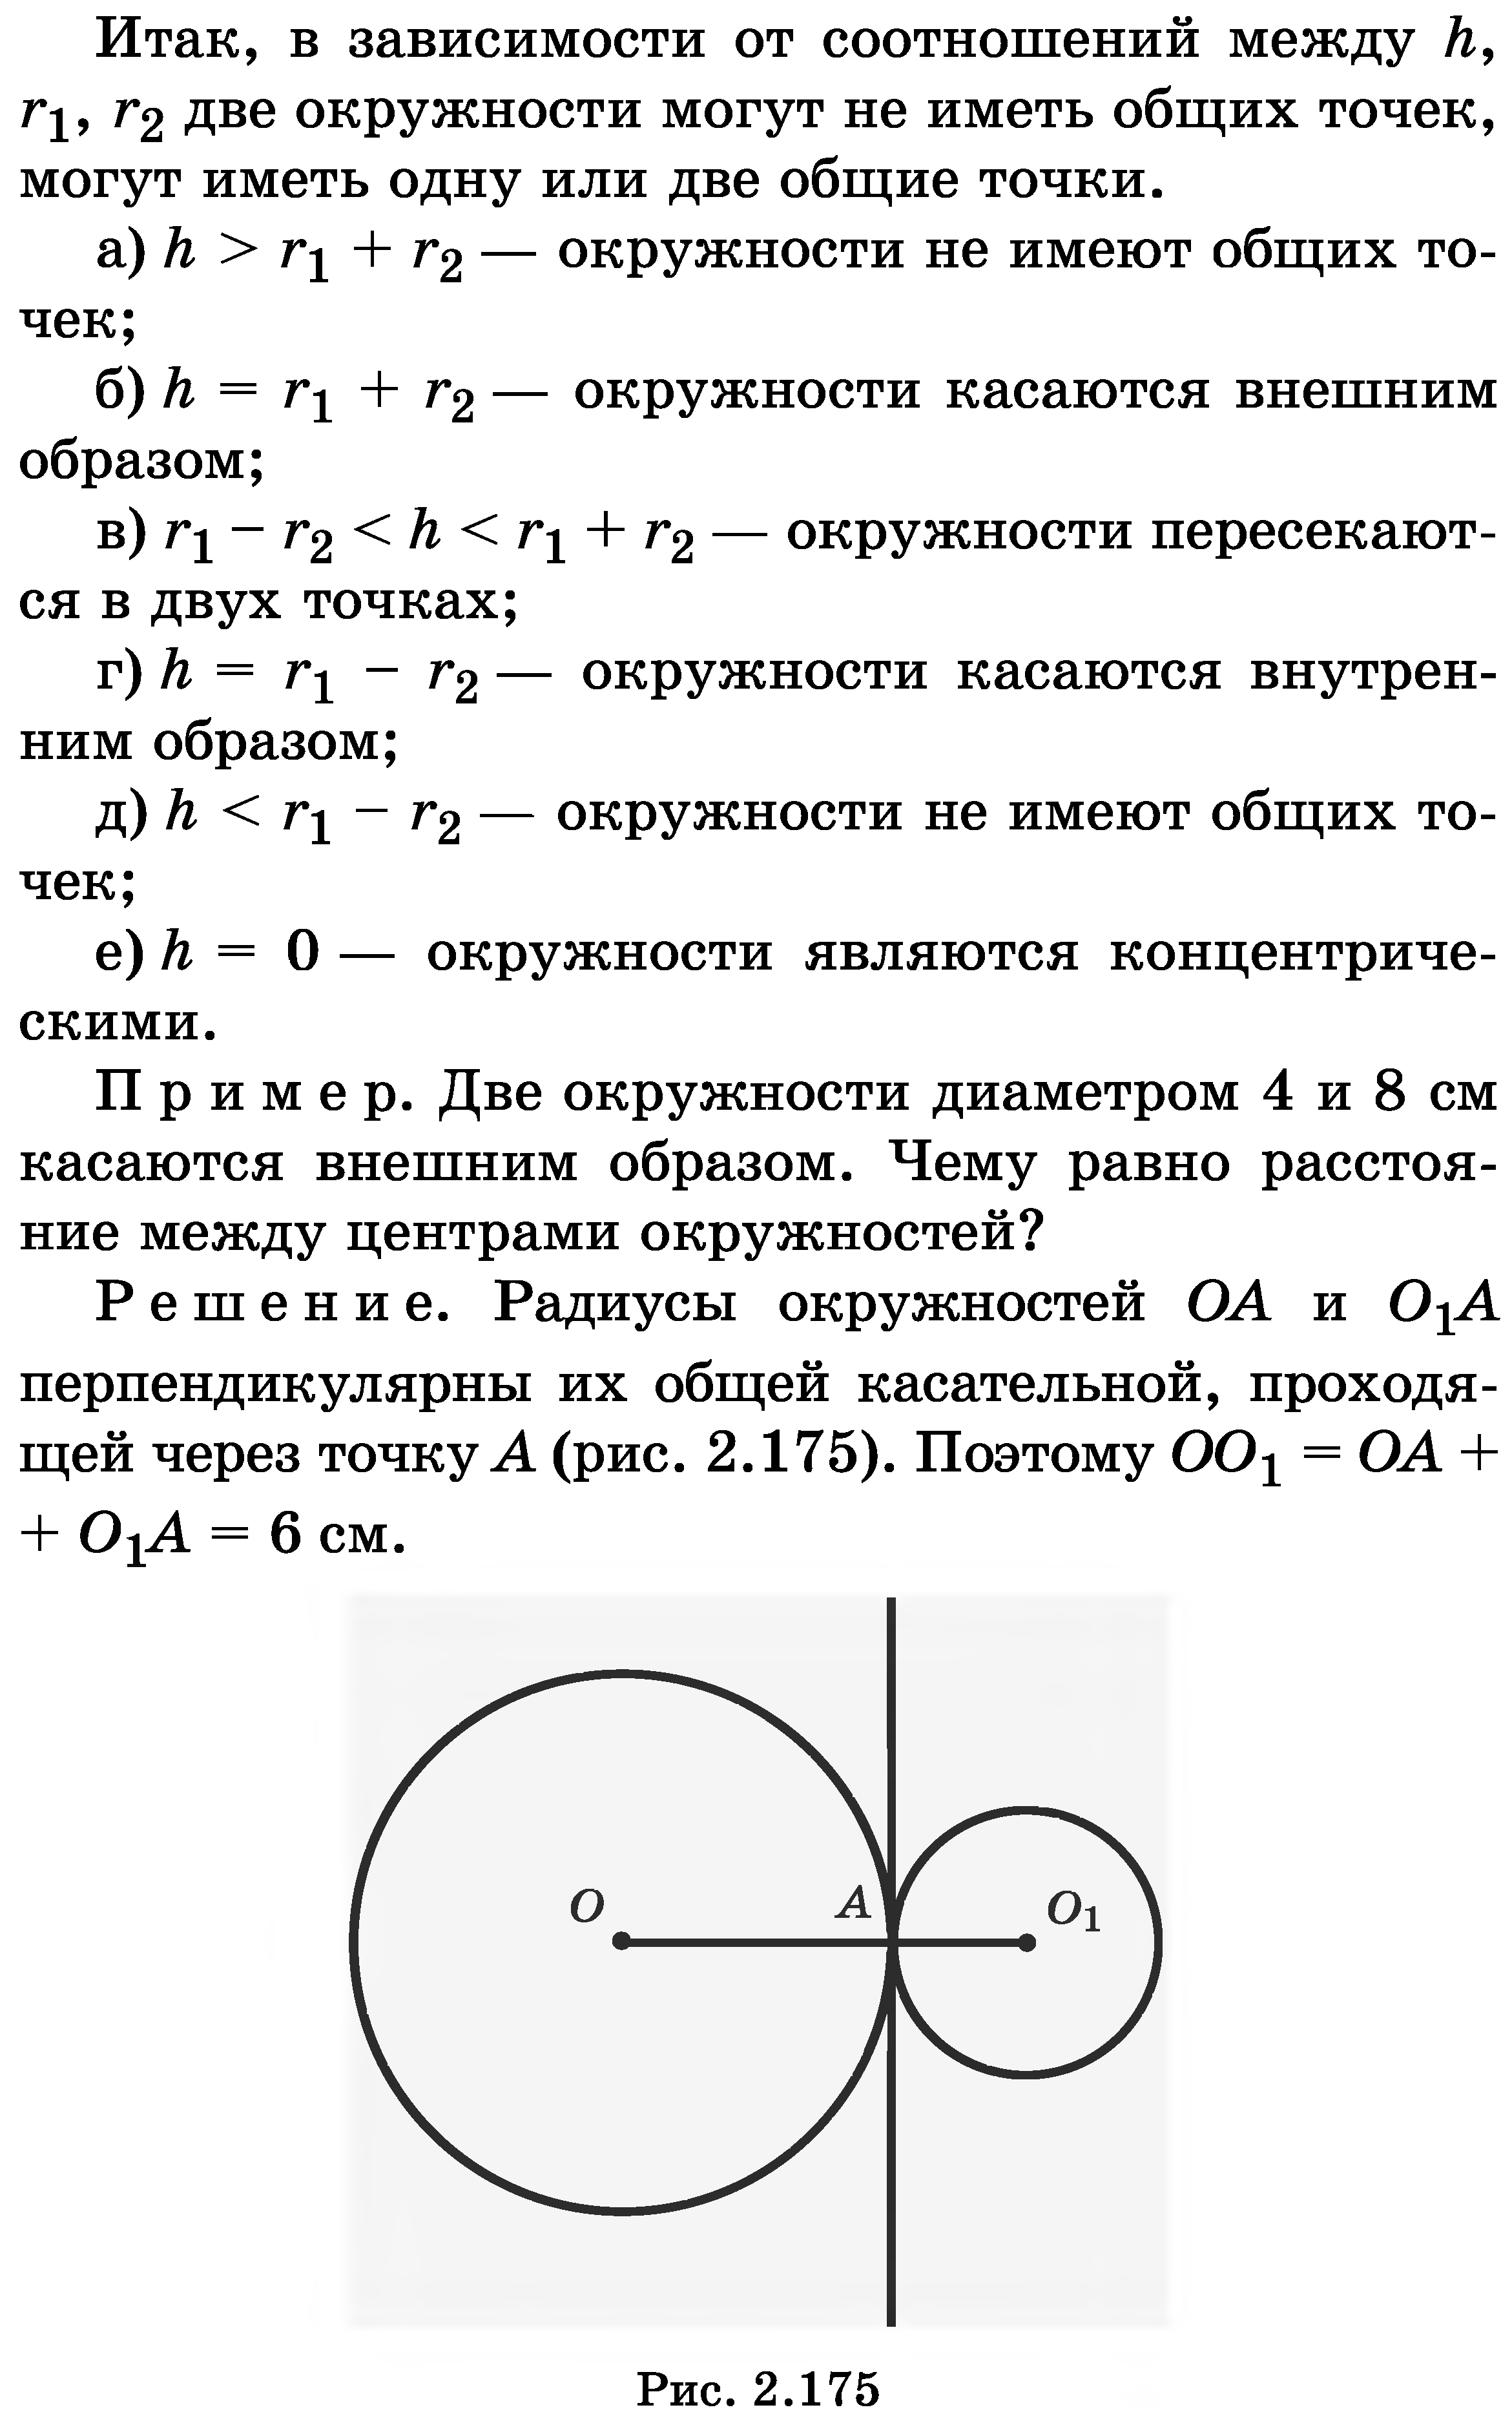 Итак, в зависимости от соотношений между h,
r₁, r₂ две окружности могут не иметь общих точек,
могут иметь одну или две общие точки.
а) h > r₁ + r₂ — окружности не имеют общих то-
чек;
б) h = r₁ + r₂ — окружности касаются внешним
образом;
в) r₁ − r₂ < h < r₁ + r₂ — окружности пересекают-
ся в двух точках;
г) h = r₁ − r₂ — окружности касаются внутрен-
ним образом;
д) h < r₁ − r₂ — окружности не имеют общих то-
чек;
е) h = 0 — окружности являются концентриче-
скими.
Пример. Две окружности диаметром 4 и 8 см
касаются внешним образом. Чему равно расстоя-
ние между центрами окружностей?
Решение. Радиусы окружностей OA и O₁A
перпендикулярны их общей касательной, проходя-
щей через точку A (рис. 2.175). Поэтому OO₁ = OA +
+ O₁A = 6 см.
O A O₁
Рис. 2.175